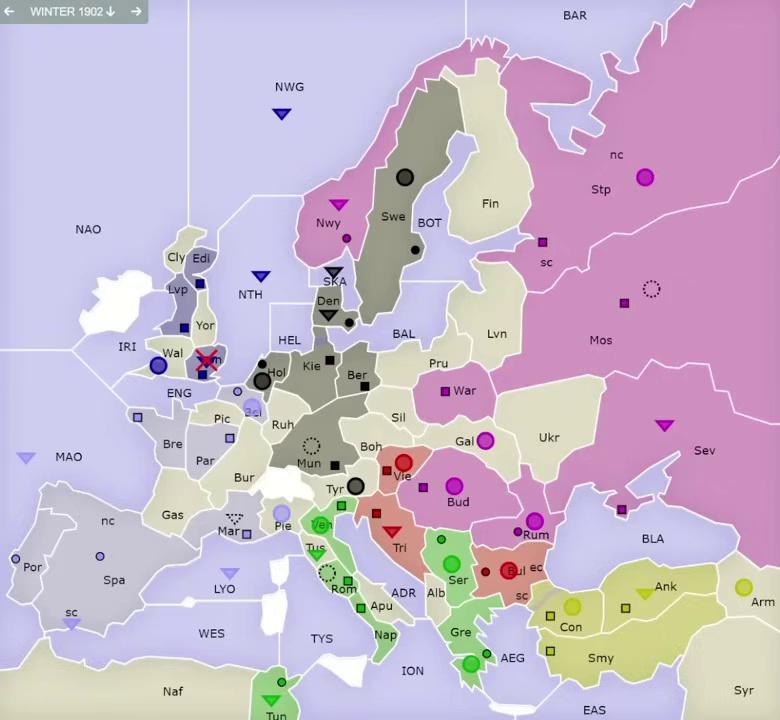 ← WINTER 1902↓ →
BAR
NWG
nc
Stp
Fin
Nwy
Swe
BOT
NAO
Cly Edi
sc
SKA
NTH
Lvp
Den
Mos
Yor
Lvn
IRI
HEL
BAL
Wal
Kie
Pru
Hol
Ber
War
ENG
Bel
Sil
Pic
Ruh
Ukr
Bre
Par
Boh
Gal
MAO
Mun
Vie
Sev
Bur
Tyr
Bud
Gas
Pie
Ven
nc
Mar
Rum
BLA
Tus
Tri
Por
Spa
Ser
Bul ec
LYO
Rom
ADR
Alb
sc
Ank
Apu
Arm
sc
Con
WES
Nap
Gre
TYS
AEG
Smy
ION
Naf
Syr
Tun
EAS